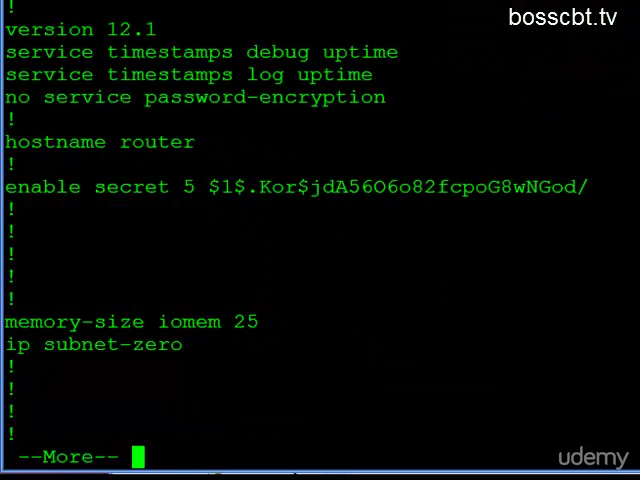 bosscbt.tv
!
version 12.1
service timestamps debug uptime
service timestamps log uptime
no service password-encryption
!
hostname router
!
enable secret 5 $1$.Kor$jdA56O6o82fcpoG8wNGod/
!
!
!
!
!
memory-size iomem 25
ip subnet-zero
!
!
!
!
--More--
udemy